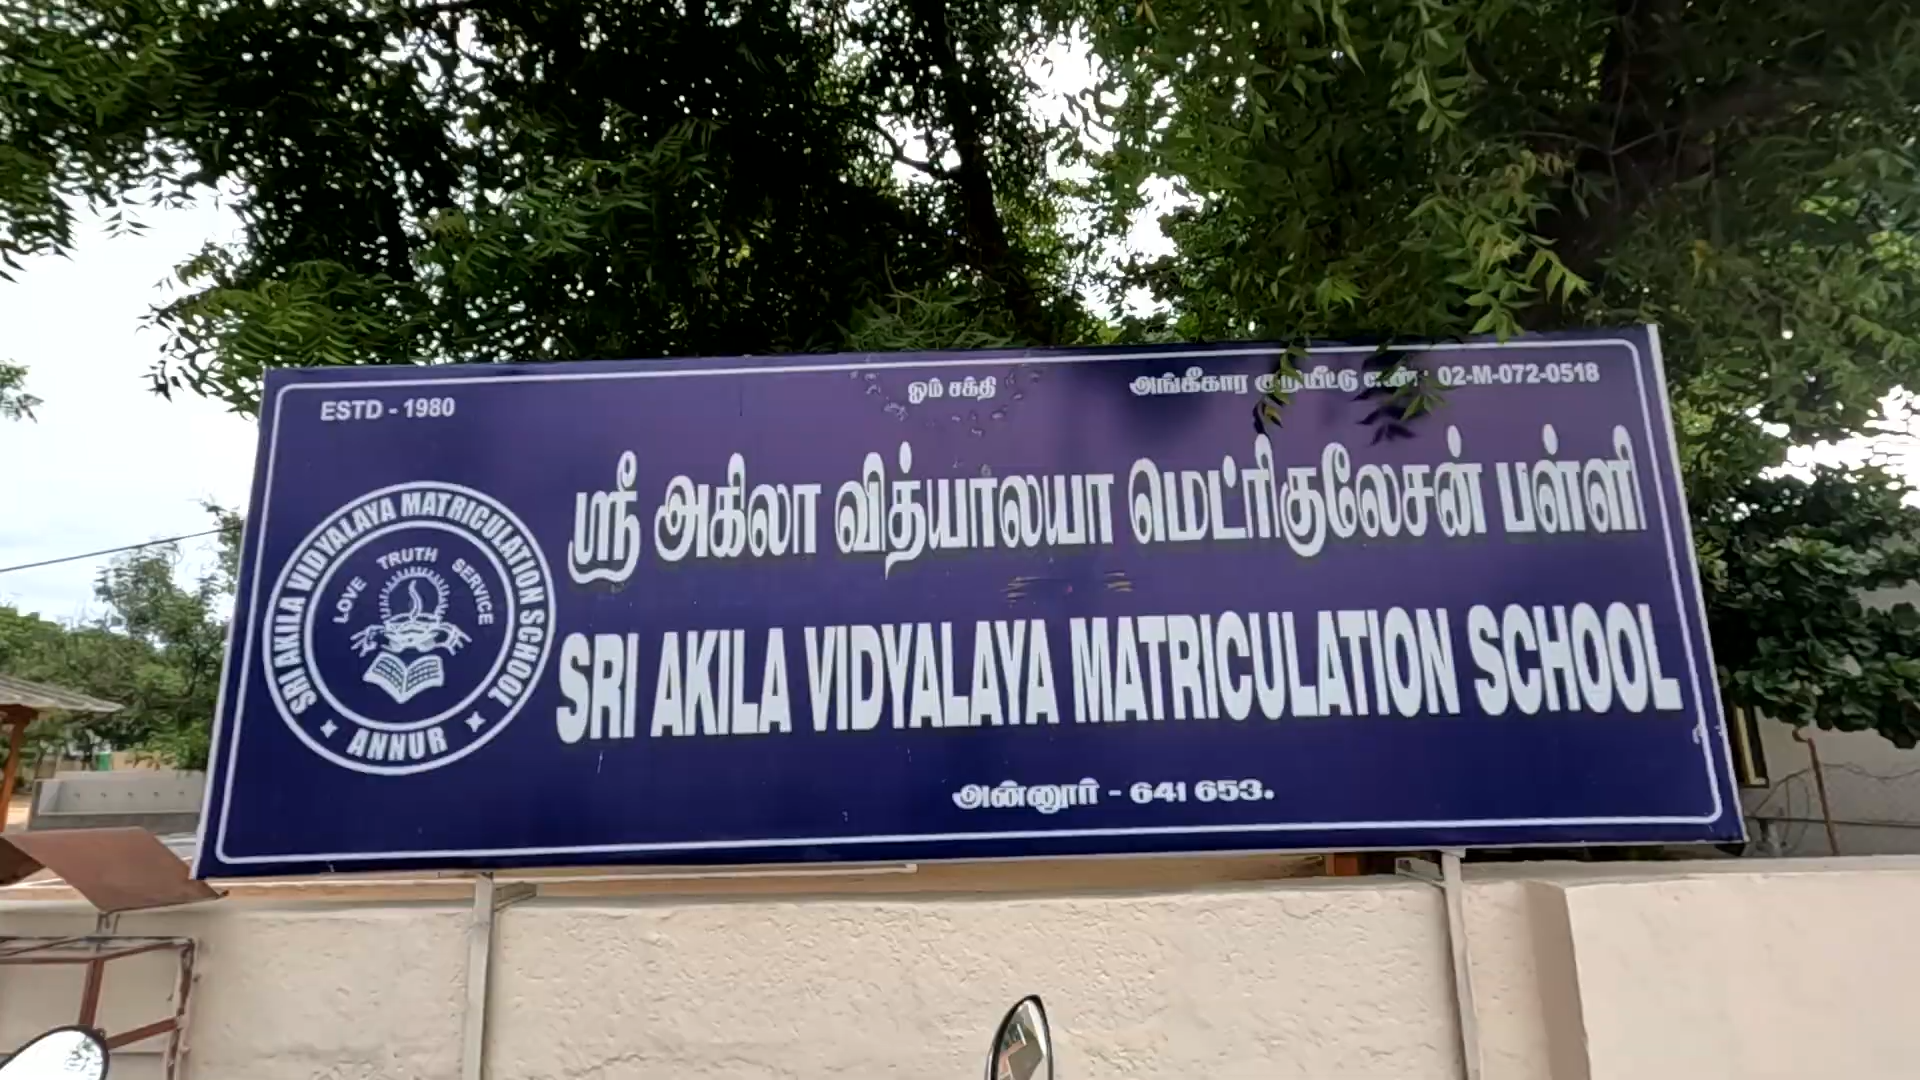 ESTD - 1980
ஓம் சக்தி
அங்கீகார குறியீட்டு எண் : 02-M-072-0518
ஸ்ரீ அகிலா வித்யாலயா மெட்ரிகுலேசன் பள்ளி
SRI AKILA VIDYALAYA MATRICULATION SCHOOL
LOVE TRUTH SERVICE
ANNUR
SRI AKILA VIDYALAYA MATRICULATION SCHOOL
அன்னூர் - 641 653.